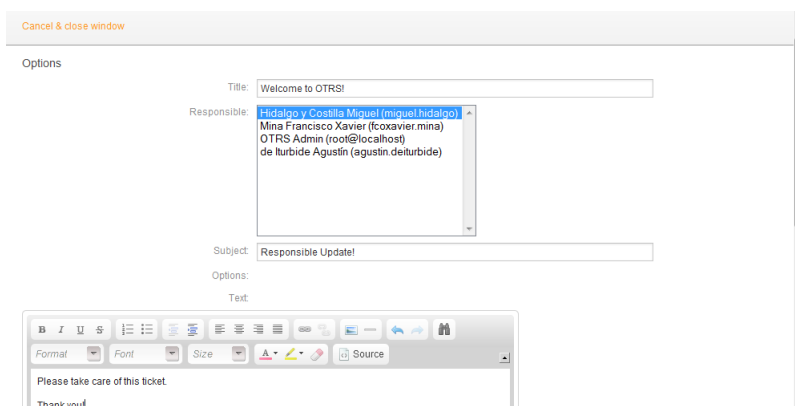 Cancel & close window
Options
Title: Welcome to OTRS!
Responsible: Hidalgo y Costilla Miguel (miguel.hidalgo)
Mina Francisco Xavier (fcoxavier.mina)
OTRS Admin (root@localhost)
de Iturbide Agustín (agustin.deiturbide)
Subject: Responsible Update!
Options:
Text:
B I U S
Format Font Size A Source
Please take care of this ticket.
Thank you!